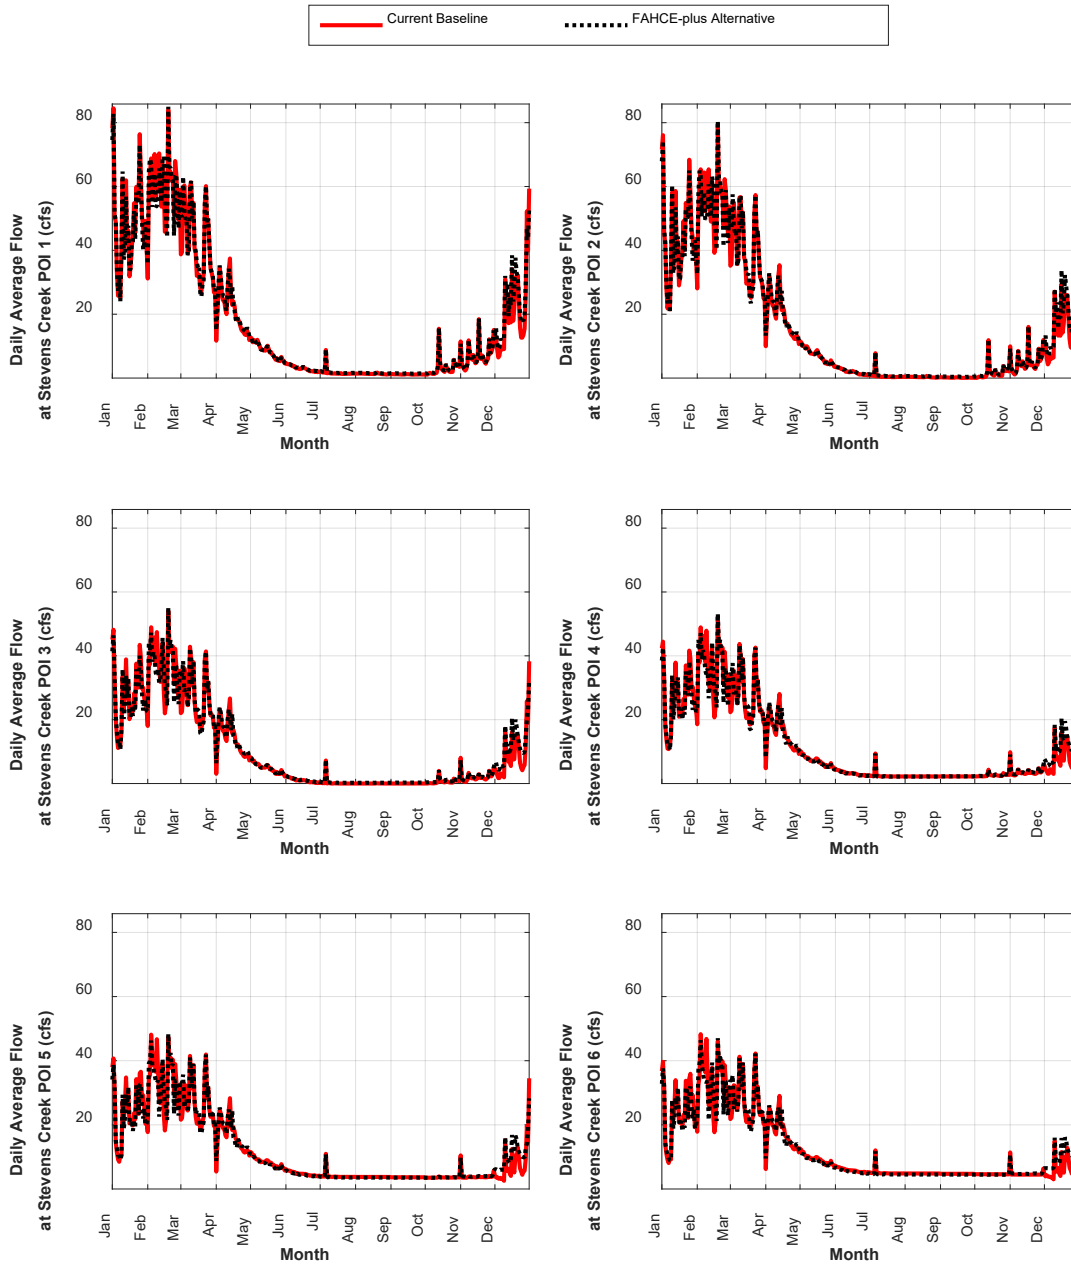 Current Baseline
FAHCE-plus Alternative
Daily Average Flow
at Stevens Creek POI 1 (cfs)
80
60
40
20
Jan
Feb
Mar
Apr
May
Jun
Jul
Aug
Sep
Oct
Nov
Dec
Month
Daily Average Flow
at Stevens Creek POI 2 (cfs)
80
60
40
20
Jan
Feb
Mar
Apr
May
Jun
Jul
Aug
Sep
Oct
Nov
Dec
Month
Daily Average Flow
at Stevens Creek POI 3 (cfs)
80
60
40
20
Jan
Feb
Mar
Apr
May
Jun
Jul
Aug
Sep
Oct
Nov
Dec
Month
Daily Average Flow
at Stevens Creek POI 4 (cfs)
80
60
40
20
Jan
Feb
Mar
Apr
May
Jun
Jul
Aug
Sep
Oct
Nov
Dec
Month
Daily Average Flow
at Stevens Creek POI 5 (cfs)
80
60
40
20
Jan
Feb
Mar
Apr
May
Jun
Jul
Aug
Sep
Oct
Nov
Dec
Month
Daily Average Flow
at Stevens Creek POI 6 (cfs)
80
60
40
20
Jan
Feb
Mar
Apr
May
Jun
Jul
Aug
Sep
Oct
Nov
Dec
Month